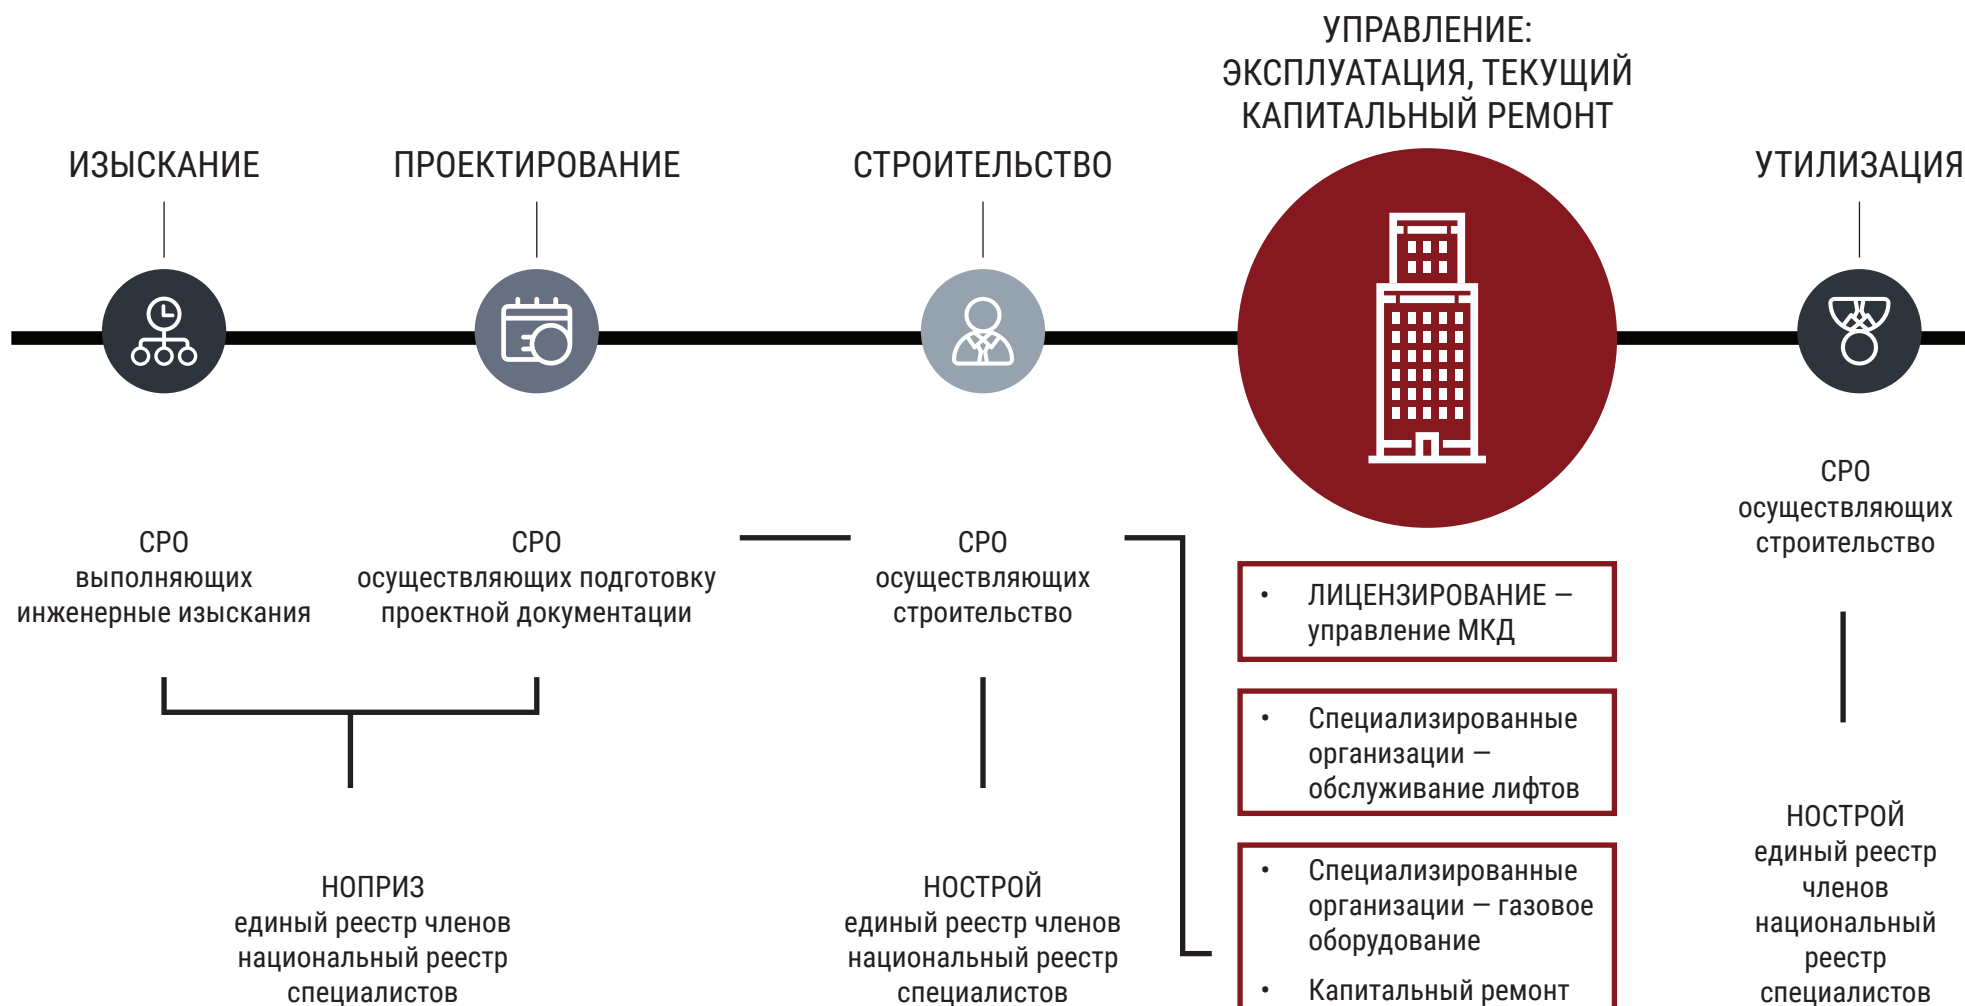 УПРАВЛЕНИЕ:
ЭКСПЛУАТАЦИЯ, ТЕКУЩИЙ
КАПИТАЛЬНЫЙ РЕМОНТ
ИЗЫСКАНИЕ
ПРОЕКТИРОВАНИЕ
СТРОИТЕЛЬСТВО
УТИЛИЗАЦИЯ
СРО
выполняющих
инженерные изыскания
СРО
осуществляющих подготовку
проектной документации
СРО
осуществляющих
строительство
• ЛИЦЕНЗИРОВАНИЕ —
управление МКД
• Специализированные
организации —
обслуживание лифтов
• Специализированные
организации — газовое
оборудование
• Капитальный ремонт
СРО
осуществляющих
строительство
НОПРИЗ
единый реестр членов
национальный реестр
специалистов
НОСТРОЙ
единый реестр членов
национальный реестр
специалистов
НОСТРОЙ
единый реестр
членов
национальный
реестр
специалистов